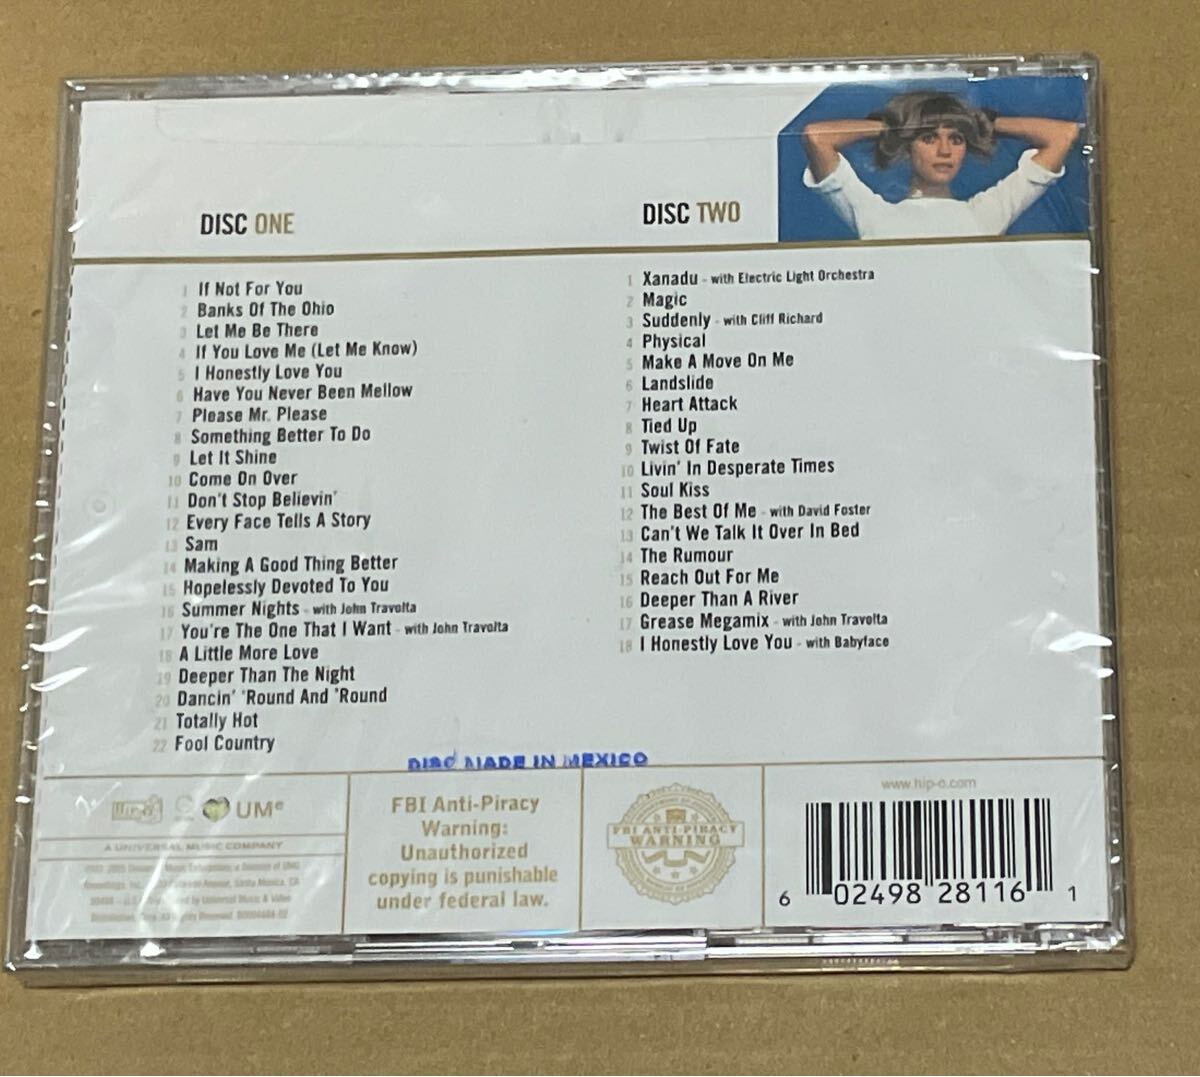 DISC ONE
1 If Not For You
2 Banks Of The Ohio
3 Let Me Be There
4 If You Love Me (Let Me Know)
5 I Honestly Love You
6 Have You Never Been Mellow
7 Please Mr. Please
8 Something Better To Do
9 Let It Shine
10 Come On Over
11 Don't Stop Believin'
12 Every Face Tells A Story
13 Sam
14 Making A Good Thing Better
15 Hopelessly Devoted To You
16 Summer Nights - with John Travolta
17 You're The One That I Want - with John Travolta
18 A Little More Love
19 Deeper Than The Night
20 Dancin' 'Round And 'Round
21 Totally Hot
22 Fool Country
DISC TWO
1 Xanadu - with Electric Light Orchestra
2 Magic
3 Suddenly - with Cliff Richard
4 Physical
5 Make A Move On Me
6 Landslide
7 Heart Attack
8 Tied Up
9 Twist Of Fate
10 Livin' In Desperate Times
11 Soul Kiss
12 The Best Of Me - with David Foster
13 Can't We Talk It Over In Bed
14 The Rumour
15 Reach Out For Me
16 Deeper Than A River
17 Grease Megamix - with John Travolta
18 I Honestly Love You - with Babyface
DISC MADE IN MEXICO
UMe
A UNIVERSAL MUSIC COMPANY
FBI Anti-Piracy
Warning:
Unauthorized
copying is punishable
under federal law.
FBI ANTI-PIRACY
WARNING
www.hip-o.com
6 02498 28116 1